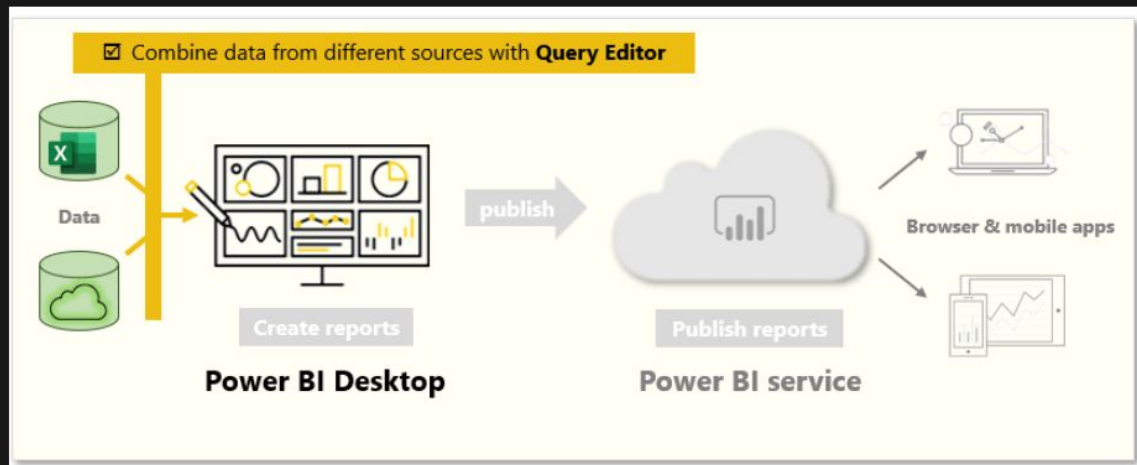 Combine data from different sources with Query Editor
X
Data
publish
Browser & mobile apps
Create reports
Publish reports
Power BI Desktop
Power BI service